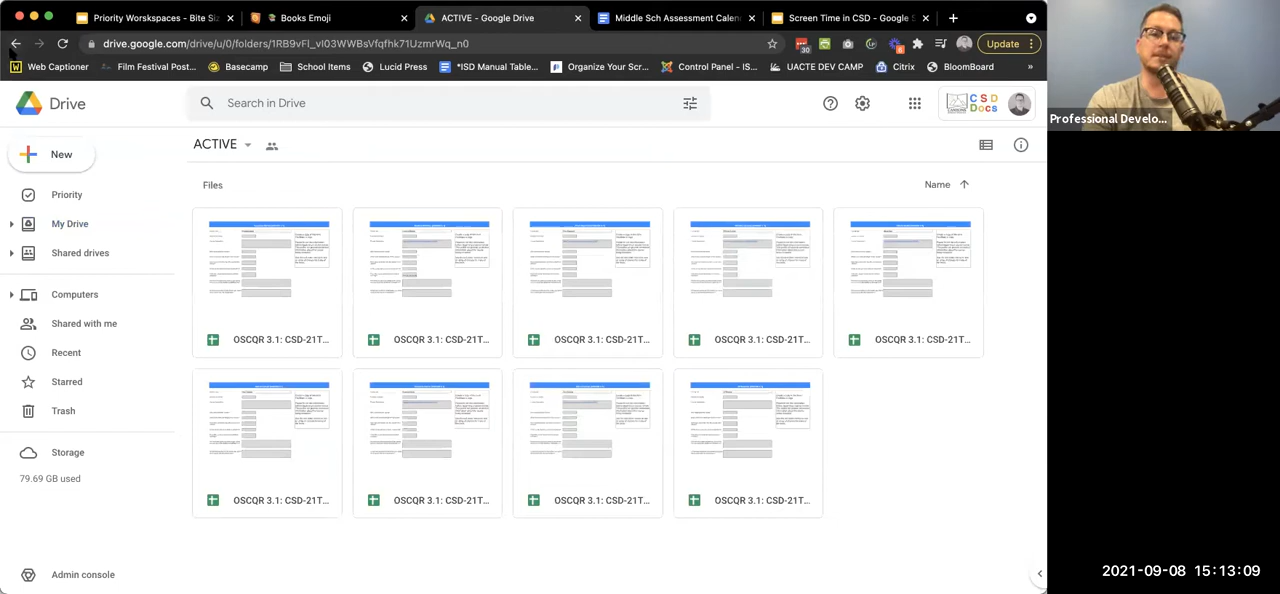 Priority Worskspaces - Bite Siz
Books Emoji
ACTIVE - Google Drive
Middle Sch Assessment Calend
Screen Time in CSD - Google S
drive.google.com/drive/u/0/folders/1RB9vFl_vl03WWBsVfqfhk71UzmrWq_n0
30
6
Update
Web Captioner
Film Festival Post...
Basecamp
School Items
Lucid Press
*ISD Manual Table...
Organize Your Scr...
Control Panel - IS...
UACTE DEV CAMP
Citrix
BloomBoard
»
Professional Develo...
Drive
Search in Drive
CSD
Docs
New
ACTIVE
Files
Name
Priority
My Drive
Shared drives
Computers
Shared with me
Recent
Starred
Trash
Storage
79.69 GB used
Admin console
OSCQR 3.1: CSD-21T...
OSCQR 3.1: CSD-21T...
OSCQR 3.1: CSD-21T...
OSCQR 3.1: CSD-21T...
OSCQR 3.1: CSD-21T...
OSCQR 3.1: CSD-21T...
OSCQR 3.1: CSD-21T...
OSCQR 3.1: CSD-21T...
OSCQR 3.1: CSD-21T...
2021-09-08 15:13:09